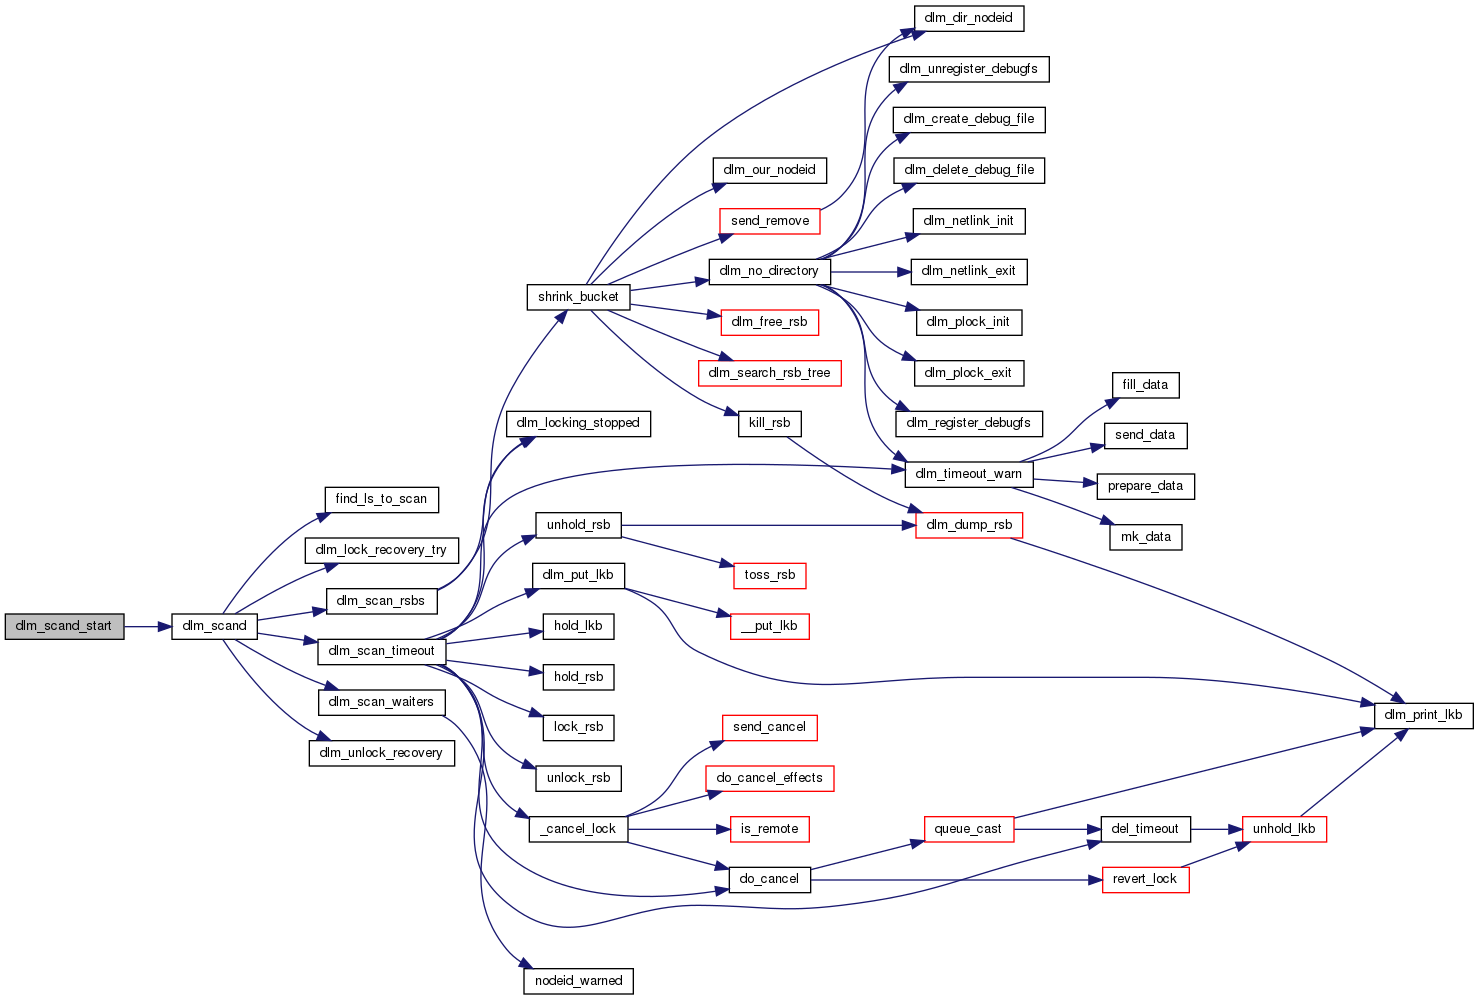 dlm_dir_nodeid
dlm_unregister_debugfs
dlm_create_debug_file
dlm_our_nodeid
dlm_delete_debug_file
send_remove
dlm_netlink_init
dlm_no_directory
dlm_netlink_exit
shrink_bucket
dlm_free_rsb
dlm_plock_init
dlm_search_rsb_tree
dlm_plock_exit
fill_data
dlm_locking_stopped
kill_rsb
dlm_register_debugfs
send_data
dlm_timeout_warn
prepare_data
find_ls_to_scan
unhold_rsb
dlm_dump_rsb
mk_data
dlm_lock_recovery_try
dlm_put_lkb
toss_rsb
dlm_scan_rsbs
dlm_scand_start
dlm_scand
hold_lkb
__put_lkb
dlm_scan_timeout
hold_rsb
dlm_scan_waiters
lock_rsb
send_cancel
dlm_print_lkb
dlm_unlock_recovery
unlock_rsb
do_cancel_effects
_cancel_lock
is_remote
queue_cast
del_timeout
unhold_lkb
do_cancel
revert_lock
nodeid_warned